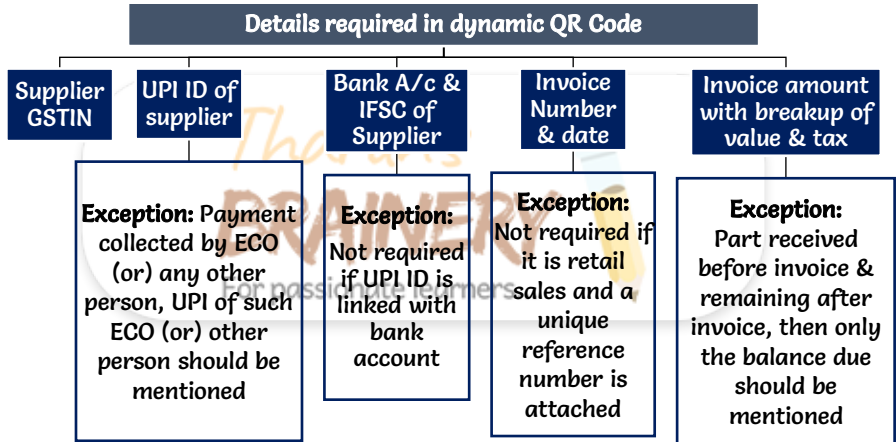 Details required in dynamic QR Code
Supplier
GSTIN
UPI ID of
supplier
Bank A/c &
IFSC of
Supplier
Invoice
Number
& date
Invoice amount
with breakup of
value & tax
Exception: Payment
collected by ECO
(or) any other
person, UPI of such
ECO (or) other
person should be
mentioned
Exception:
Not required
if UPI ID is
linked with
bank
account
Exception:
Not required if
it is retail
sales and a
unique
reference
number is
attached
Exception:
Part received
before invoice &
remaining after
invoice, then only
the balance due
should be
mentioned
BRAINERY
For passionate learners